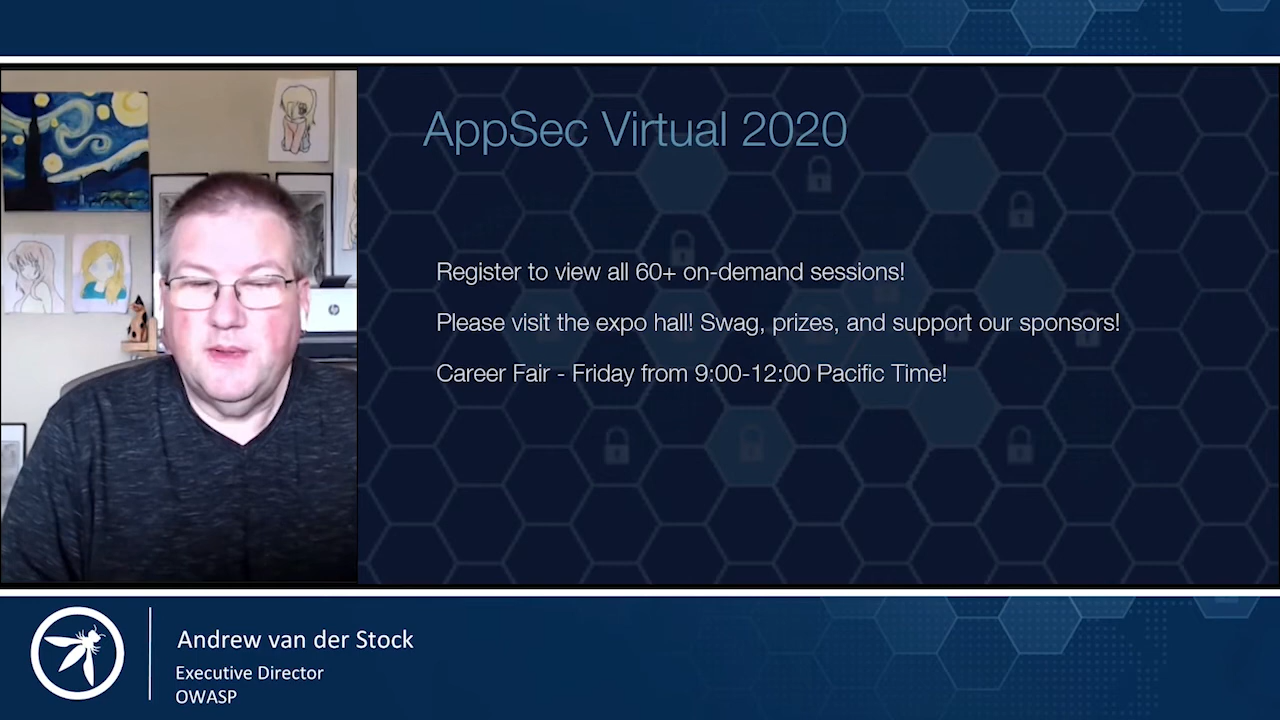 AppSec Virtual 2020
Register to view all 60+ on-demand sessions!
Please visit the expo hall! Swag, prizes, and support our sponsors!
Career Fair - Friday from 9:00-12:00 Pacific Time!
Andrew van der Stock
Executive Director
OWASP